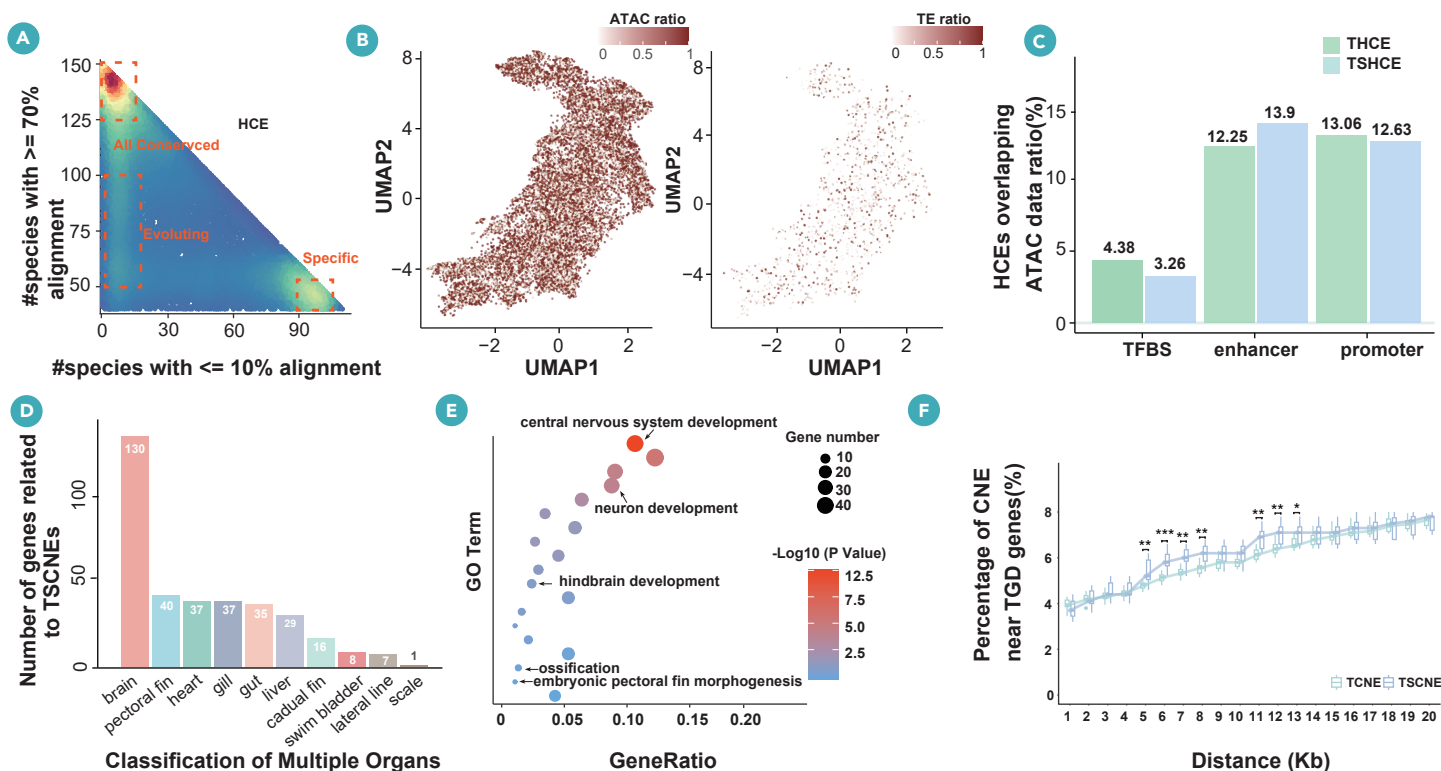 A
150
125
100
75
50
0
30
60
90
HCE
All Conservced
Evoluting
Specific
#species with >= 70%
alignment
#species with <= 10% alignment
B
ATAC ratio
0 0.5 1
8
4
0
−4
−2 0 2
UMAP2
UMAP1
TE ratio
0 0.5 1
8
4
0
−4
−2 0 2
UMAP2
UMAP1
C
THCE
TSHCE
HCEs overlapping
ATAC data ratio(%)
15
10
5
0
4.38
3.26
12.25
13.9
13.06
12.63
TFBS enhancer promoter
D
Number of genes related
to TSCNEs
100
50
0
130
40
37
37
35
29
16
8
7
1
brain
pectoral fin
heart
gill
gut
liver
cadual fin
swim bladder
lateral line
scale
Classification of Multiple Organs
E
GO Term
central nervous system development
neuron development
hindbrain development
ossification
embryonic pectoral fin morphogenesis
Gene number
10
20
30
40
-Log10 (P Value)
12.5
7.5
5.0
2.5
0 0.05 0.10 0.15 0.20
GeneRatio
F
Percentage of CNE
near TGD genes(%)
8
6
4
2
0
** *** ** ** ** ** *
TCNE TSCNE
1 2 3 4 5 6 7 8 9 10 11 12 13 14 15 16 17 18 19 20
Distance (Kb)